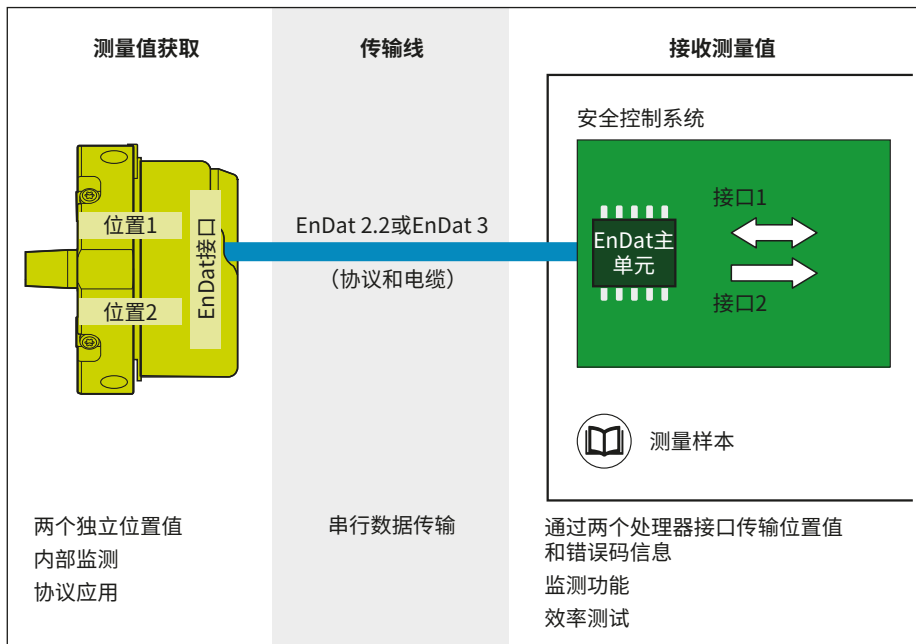 测量值获取
传输线
接收测量值
位置1
位置2
EnDat接口
EnDat 2.2或EnDat 3
（协议和电缆）
安全控制系统
EnDat主
单元
接口1
接口2
测量样本
两个独立位置值
内部监测
协议应用
串行数据传输
通过两个处理器接口传输位置值
和错误码信息
监测功能
效率测试